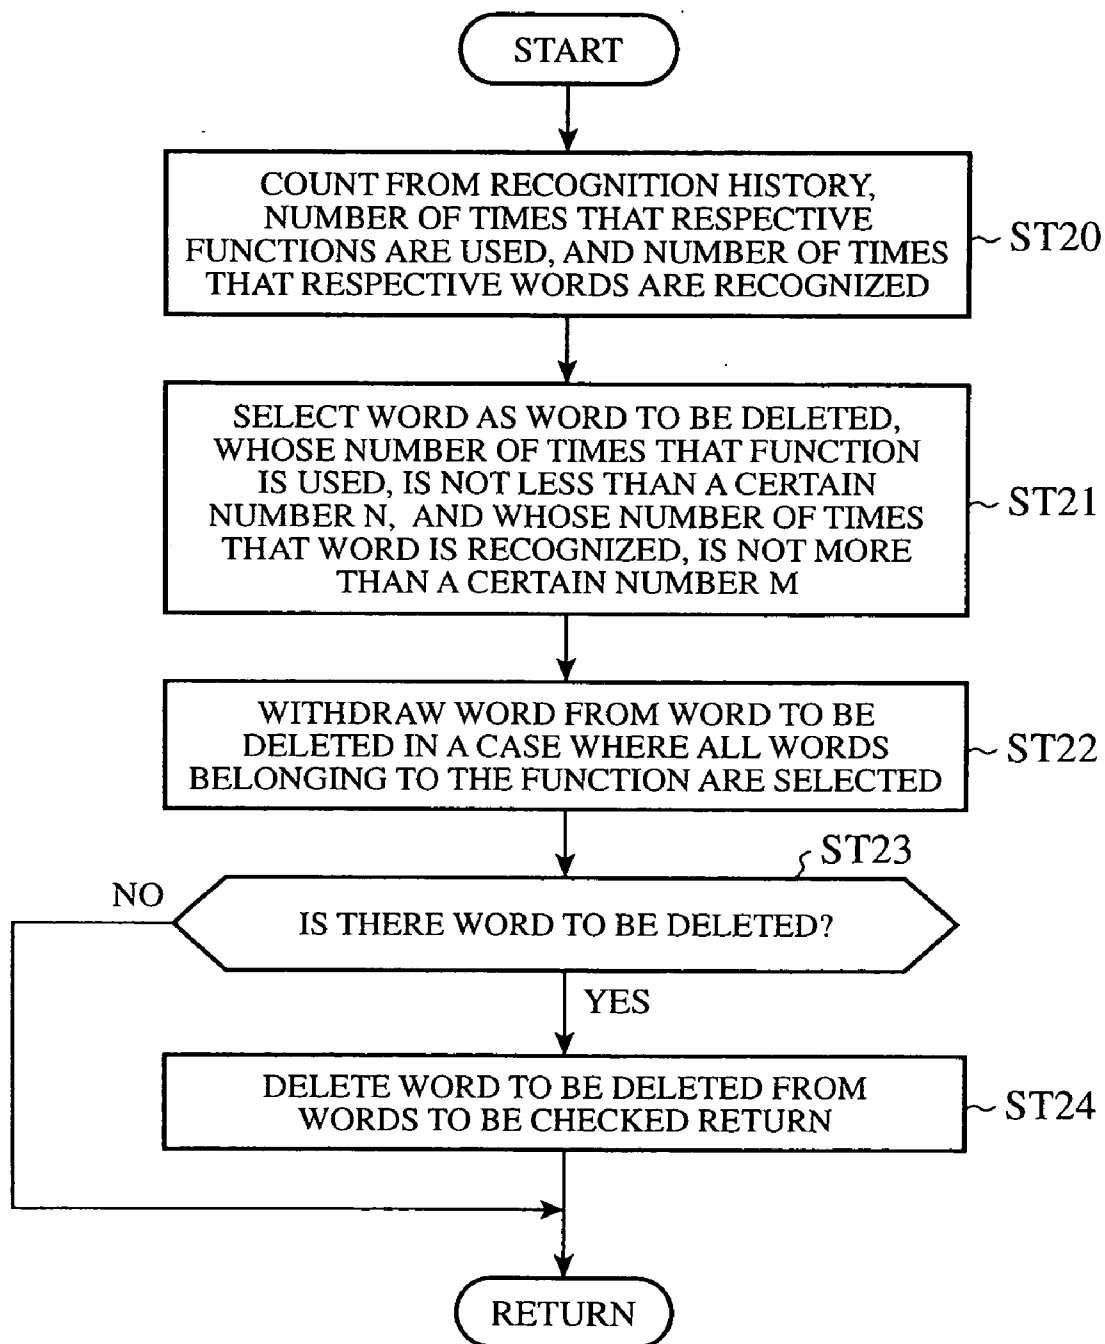 START
COUNT FROM RECOGNITION HISTORY,
NUMBER OF TIMES THAT RESPECTIVE
FUNCTIONS ARE USED, AND NUMBER OF TIMES
THAT RESPECTIVE WORDS ARE RECOGNIZED
ST20
SELECT WORD AS WORD TO BE DELETED,
WHOSE NUMBER OF TIMES THAT FUNCTION
IS USED, IS NOT LESS THAN A CERTAIN
NUMBER N, AND WHOSE NUMBER OF TIMES
THAT WORD IS RECOGNIZED, IS NOT MORE
THAN A CERTAIN NUMBER M
ST21
WITHDRAW WORD FROM WORD TO BE
DELETED IN A CASE WHERE ALL WORDS
BELONGING TO THE FUNCTION ARE SELECTED
ST22
ST23
NO
IS THERE WORD TO BE DELETED?
YES
DELETE WORD TO BE DELETED FROM
WORDS TO BE CHECKED RETURN
ST24
RETURN